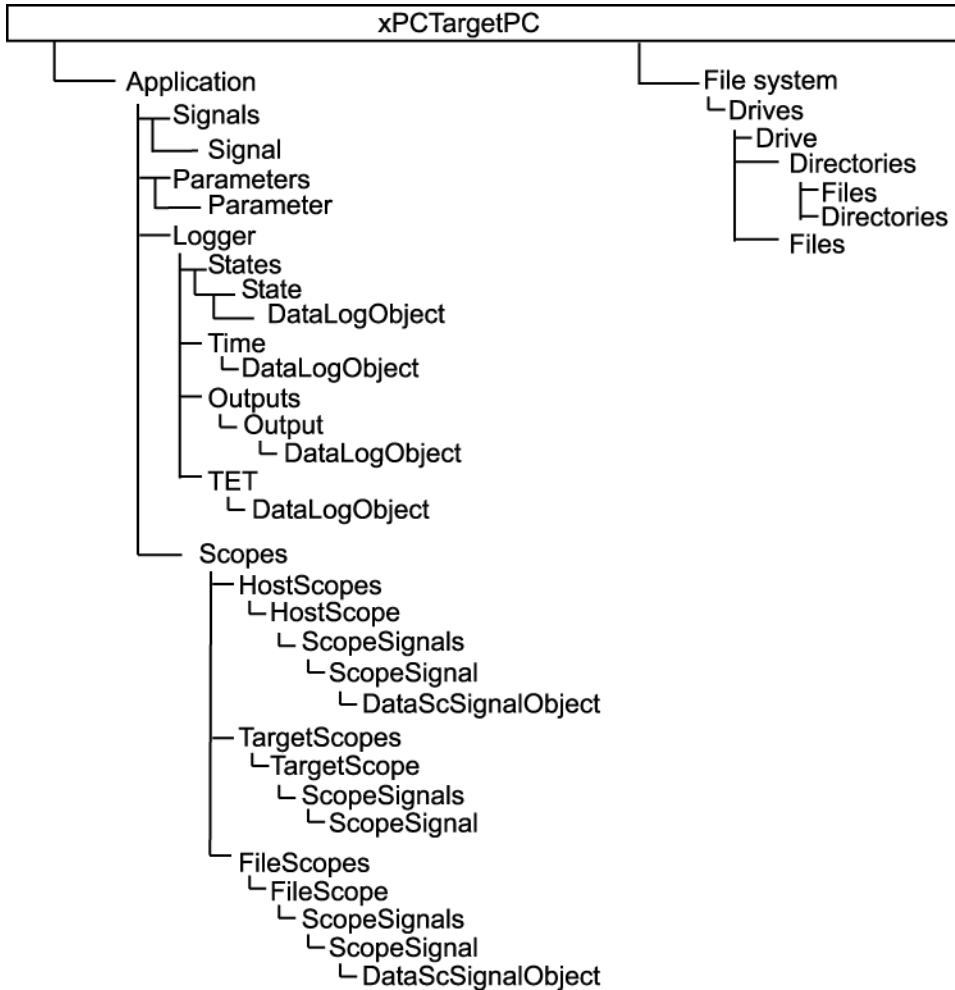 xPCTargetPC
Application
Signals
Signal
Parameters
Parameter
Logger
States
State
DataLogObject
Time
DataLogObject
Outputs
Output
DataLogObject
TET
DataLogObject
Scopes
HostScopes
HostScope
ScopeSignals
ScopeSignal
DataScSignalObject
TargetScopes
TargetScope
ScopeSignals
ScopeSignal
FileScopes
FileScope
ScopeSignals
ScopeSignal
DataScSignalObject
File system
Drives
Drive
Directories
Files
Directories
Files